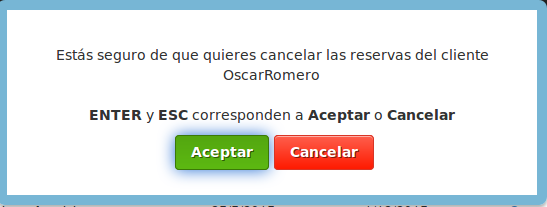 Estás seguro de que quieres cancelar las reservas del cliente
OscarRomero
ENTER y ESC corresponden a Aceptar o Cancelar
Aceptar Cancelar